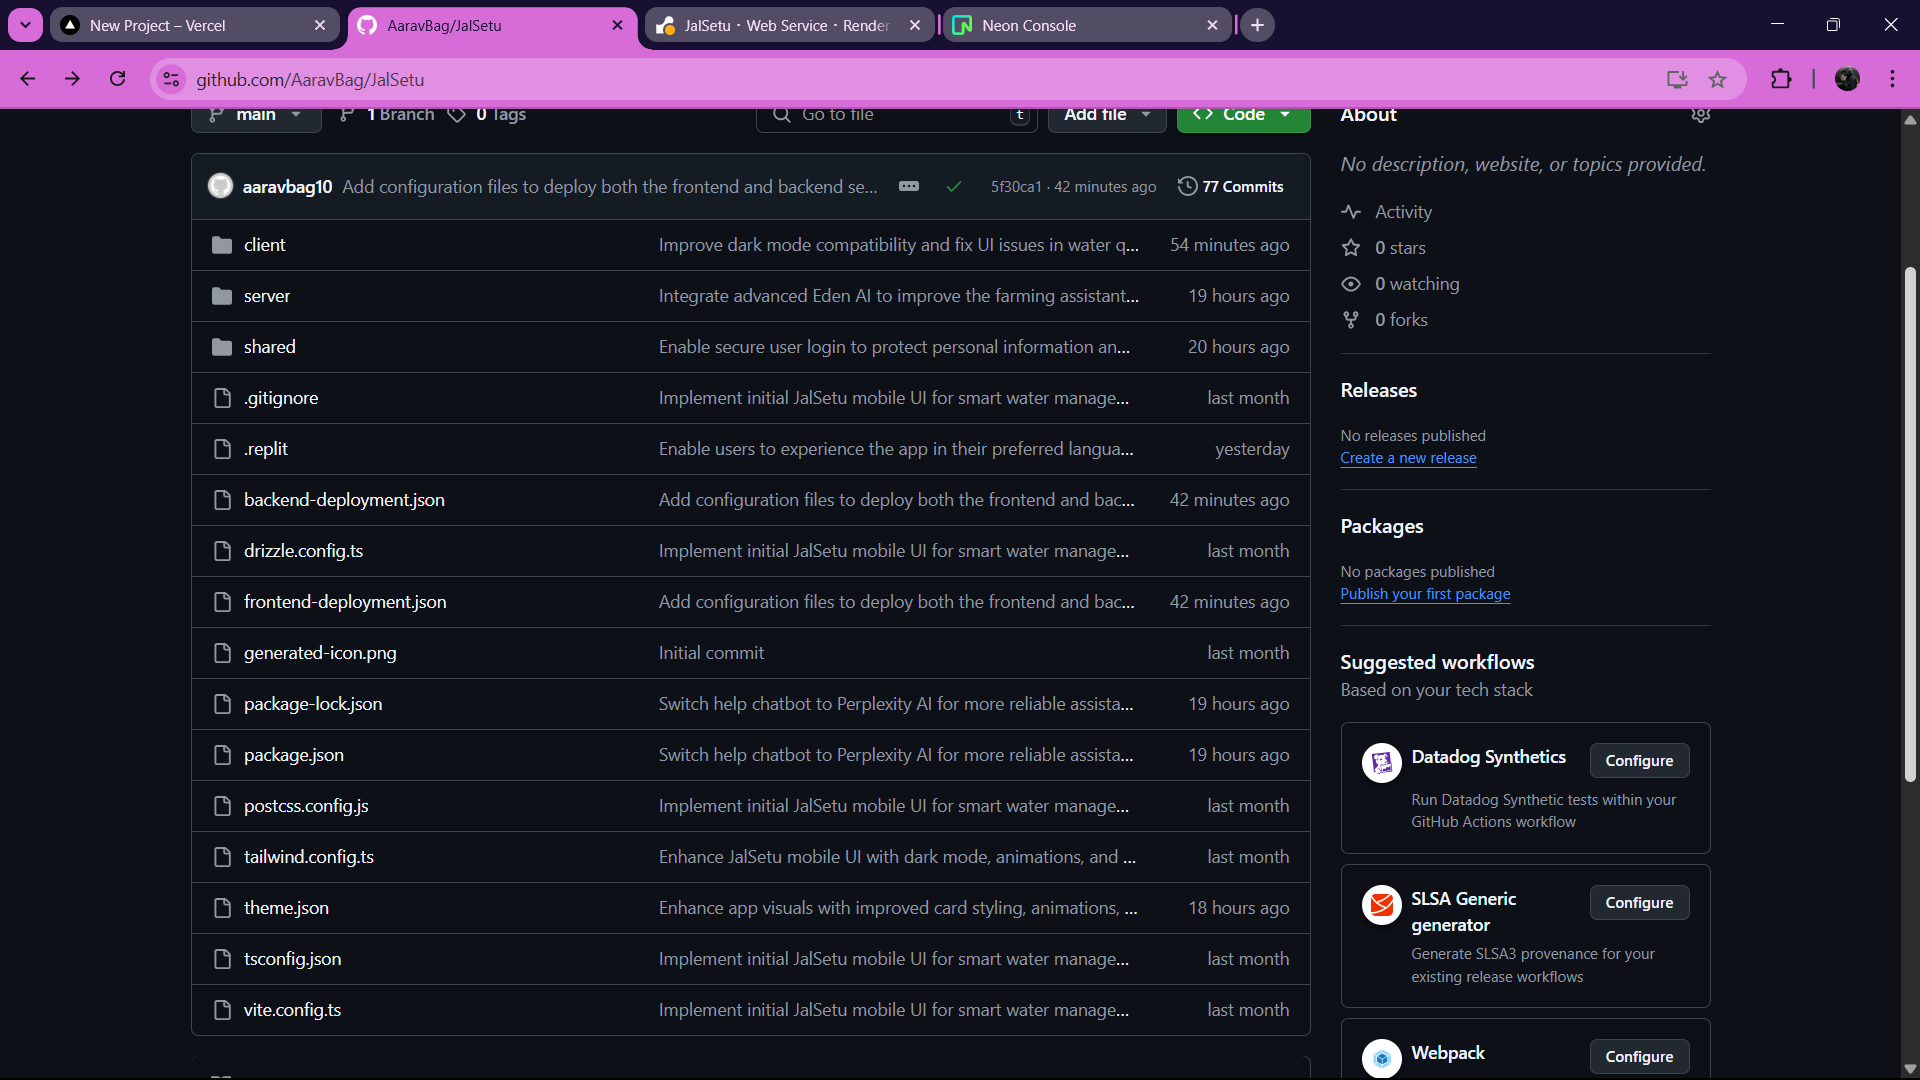 New Project – Vercel
AaravBag/JalSetu
JalSetu · Web Service · Render
Neon Console
github.com/AaravBag/JalSetu
main
1 Branch
0 Tags
Go to file
t
Add file
Code
aaravbag10 Add configuration files to deploy both the frontend and backend se...
5f30ca1 · 42 minutes ago
77 Commits
client Improve dark mode compatibility and fix UI issues in water q... 54 minutes ago
server Integrate advanced Eden AI to improve the farming assistant... 19 hours ago
shared Enable secure user login to protect personal information an... 20 hours ago
.gitignore Implement initial JalSetu mobile UI for smart water manage... last month
.replit Enable users to experience the app in their preferred langua... yesterday
backend-deployment.json Add configuration files to deploy both the frontend and bac... 42 minutes ago
drizzle.config.ts Implement initial JalSetu mobile UI for smart water manage... last month
frontend-deployment.json Add configuration files to deploy both the frontend and bac... 42 minutes ago
generated-icon.png Initial commit last month
package-lock.json Switch help chatbot to Perplexity AI for more reliable assista... 19 hours ago
package.json Switch help chatbot to Perplexity AI for more reliable assista... 19 hours ago
postcss.config.js Implement initial JalSetu mobile UI for smart water manage... last month
tailwind.config.ts Enhance JalSetu mobile UI with dark mode, animations, and ... last month
theme.json Enhance app visuals with improved card styling, animations, ... 18 hours ago
tsconfig.json Implement initial JalSetu mobile UI for smart water manage... last month
vite.config.ts Implement initial JalSetu mobile UI for smart water manage... last month
About
No description, website, or topics provided.
Activity
0 stars
0 watching
0 forks
Releases
No releases published
Create a new release
Packages
No packages published
Publish your first package
Suggested workflows
Based on your tech stack
Datadog Synthetics
Configure
Run Datadog Synthetic tests within your
GitHub Actions workflow
SLSA Generic
generator
Configure
Generate SLSA3 provenance for your
existing release workflows
Webpack
Configure